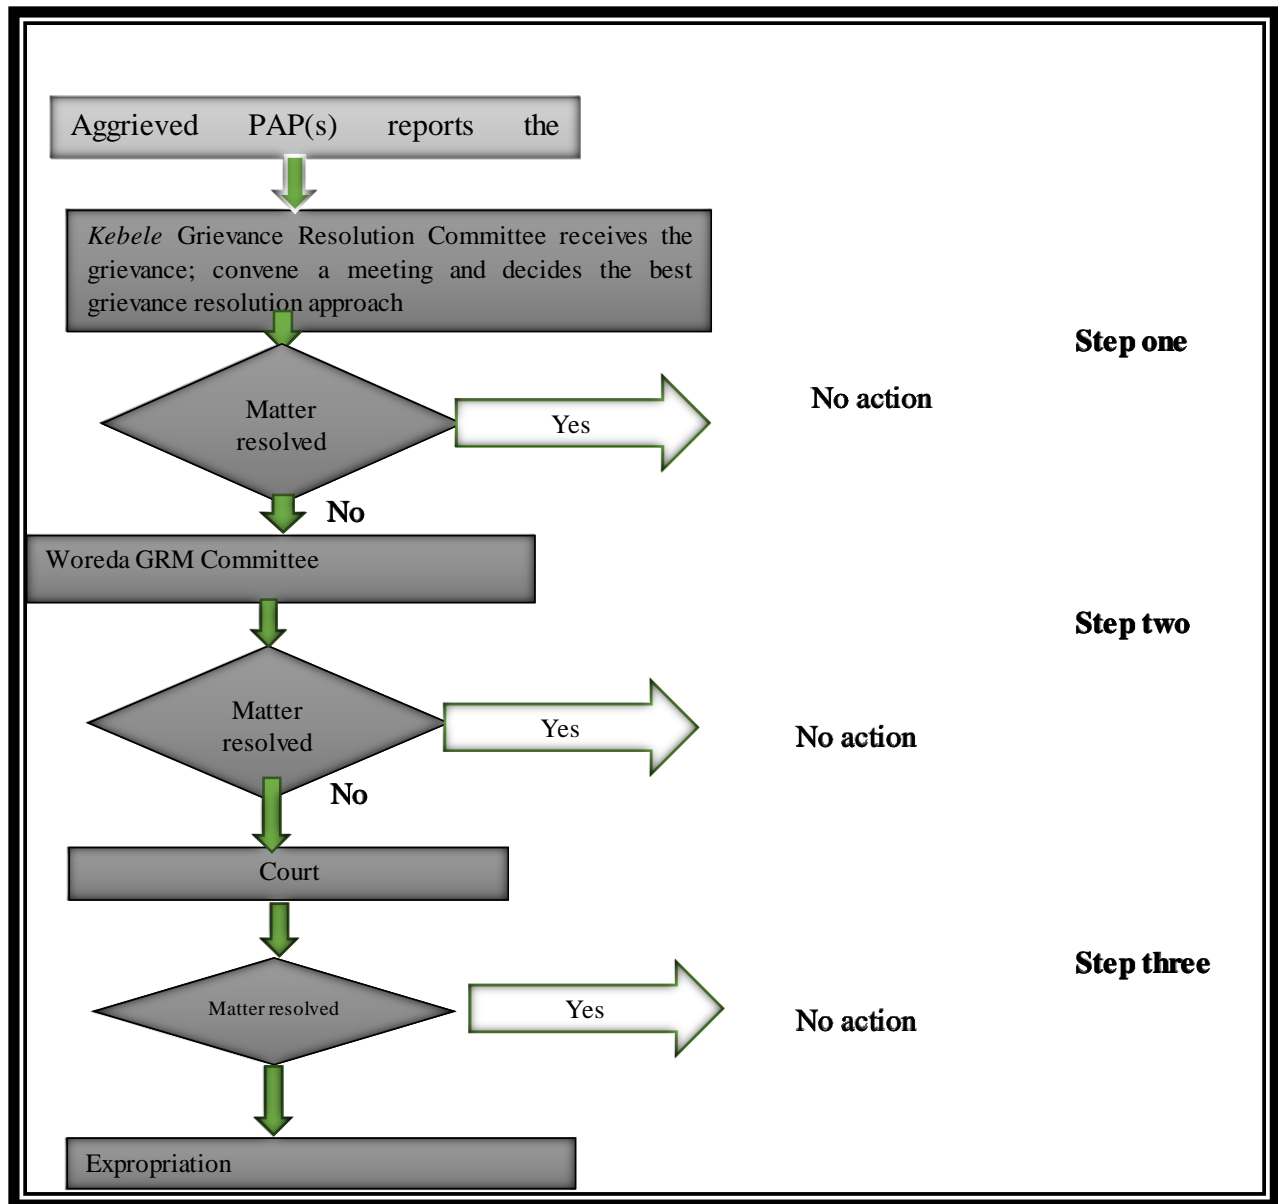 Aggrieved PAP(s) reports the
Kebele Grievance Resolution Committee receives the
grievance; convene a meeting and decides the best
grievance resolution approach
Step one
Matter
resolved
Yes
No action
No
Woreda GRM Committee
Step two
Matter
resolved
Yes
No action
No
Court
Step three
Matter resolved
Yes
No action
Expropriation